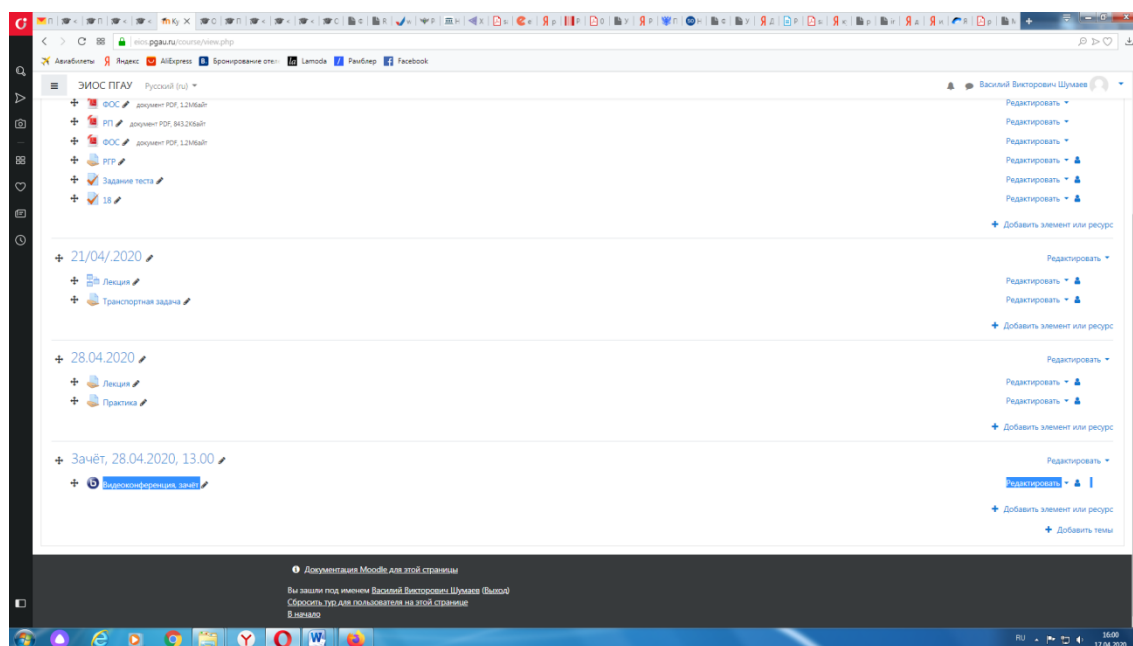 eios.pgau.ru/course/view.php
Авиабилеты Яндекс AliExpress Бронирование отел Lamoda Рамблер Facebook
ЭИОС ПГАУ Русский (ru) Василий Викторович Шумаев
ФОС документ PDF, 1.2Мбайт Редактировать
РП документ PDF, 843.2Кбайт Редактировать
ФОС документ PDF, 1.2Мбайт Редактировать
РГР Редактировать
Задание теста Редактировать
18 Редактировать
Добавить элемент или ресурс
21/04/.2020 Редактировать
Лекция Редактировать
Транспортная задача Редактировать
Добавить элемент или ресурс
28.04.2020 Редактировать
Лекция Редактировать
Практика Редактировать
Добавить элемент или ресурс
Зачёт, 28.04.2020, 13.00 Редактировать
Видеоконференция, зачёт Редактировать
Добавить элемент или ресурс
Добавить темы
Документация Moodle для этой страницы
Вы зашли под именем Василий Викторович Шумаев (Выход)
Сбросить тур для пользователя на этой странице
В начало
RU 16:00
17.04.2020